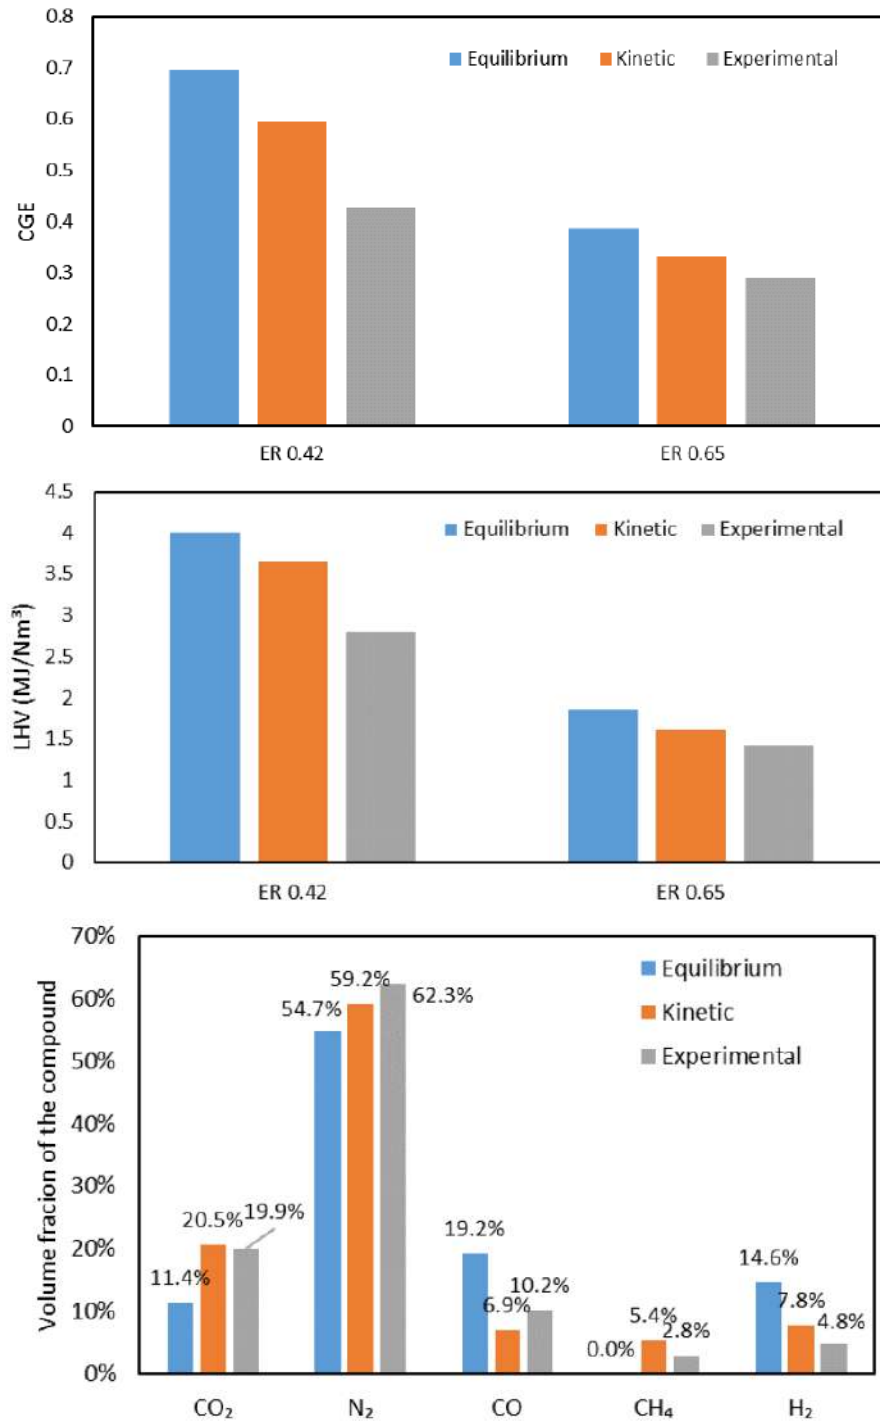 0.8
Equilibrium Kinetic Experimental
0.7
0.6
0.5
0.4
0.3
0.2
0.1
0
CGE
ER 0.42 ER 0.65
4.5
Equilibrium Kinetic Experimental
4
3.5
3
2.5
2
1.5
1
0.5
0
LHV (MJ/Nm³)
ER 0.42 ER 0.65
70%
60%
50%
40%
30%
20%
10%
0%
Volume fracion of the compound
Equilibrium
Kinetic
Experimental
11.4% 20.5% 19.9%
54.7% 59.2% 62.3%
19.2% 6.9% 10.2%
0.0% 5.4% 2.8%
14.6% 7.8% 4.8%
CO₂ N₂ CO CH₄ H₂